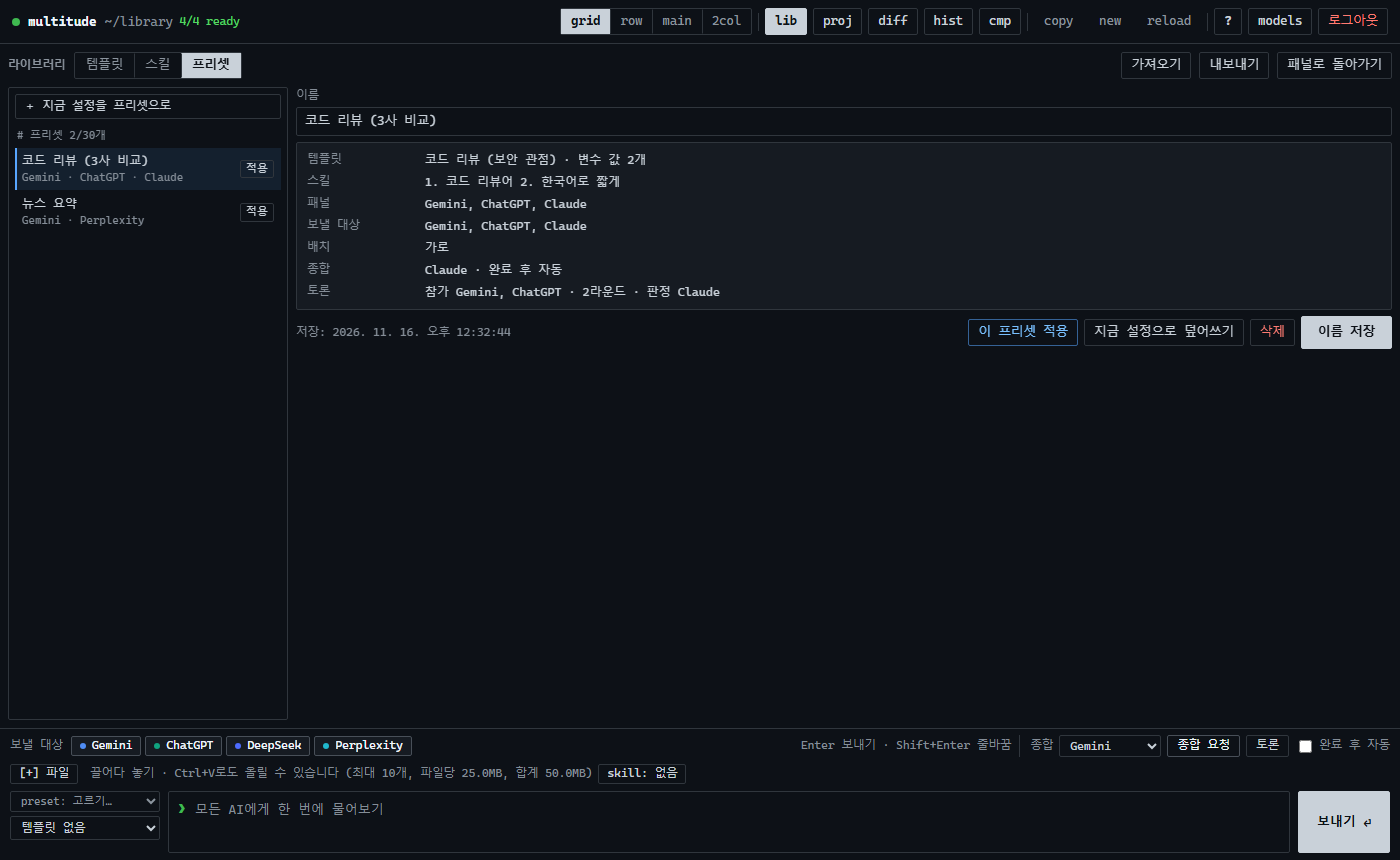 multitude ~/library 4/4 ready grid row main 2col lib proj diff hist cmp copy new reload ? models 로그아웃
라이브러리 템플릿 스킬 프리셋 가져오기 내보내기 패널로 돌아가기
+ 지금 설정을 프리셋으로
# 프리셋 2/30개
코드 리뷰 (3사 비교) 적용
Gemini · ChatGPT · Claude
뉴스 요약 적용
Gemini · Perplexity
이름
코드 리뷰 (3사 비교)
템플릿 코드 리뷰 (보안 관점) · 변수 값 2개
스킬 1. 코드 리뷰어 2. 한국어로 짧게
패널 Gemini, ChatGPT, Claude
보낼 대상 Gemini, ChatGPT, Claude
배치 가로
종합 Claude · 완료 후 자동
토론 참가 Gemini, ChatGPT · 2라운드 · 판정 Claude
저장: 2026. 11. 16. 오후 12:32:44 이 프리셋 적용 지금 설정으로 덮어쓰기 삭제 이름 저장
보낼 대상 Gemini ChatGPT DeepSeek Perplexity Enter 보내기 · Shift+Enter 줄바꿈 종합 Gemini 종합 요청 토론 완료 후 자동
[+] 파일 끌어다 놓기 · Ctrl+V로도 올릴 수 있습니다 (최대 10개, 파일당 25.0MB, 합계 50.0MB) skill: 없음
preset: 고르기…
템플릿 없음
❯ 모든 AI에게 한 번에 물어보기
보내기 ↵